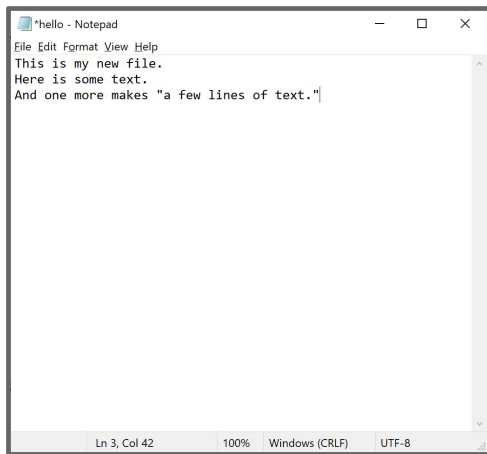 *hello - Notepad
File Edit Format View Help
This is my new file.
Here is some text.
And one more makes "a few lines of text."
Ln 3, Col 42 100% Windows (CRLF) UTF-8